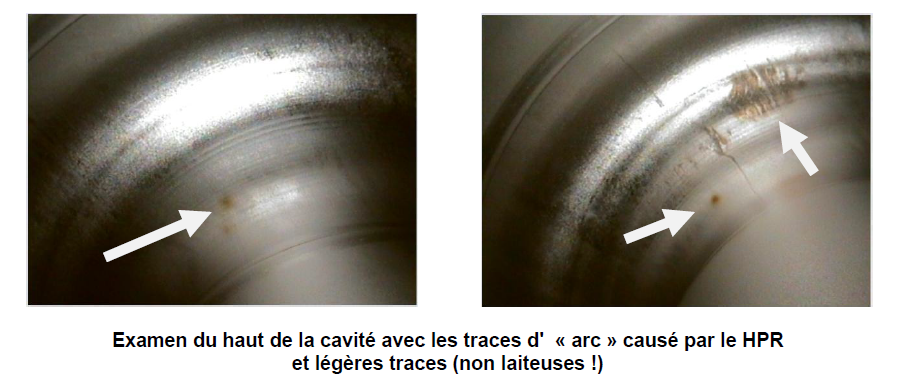 Examen du haut de la cavité avec les traces d'  « arc » causé par le HPR
et légères traces (non laiteuses !)